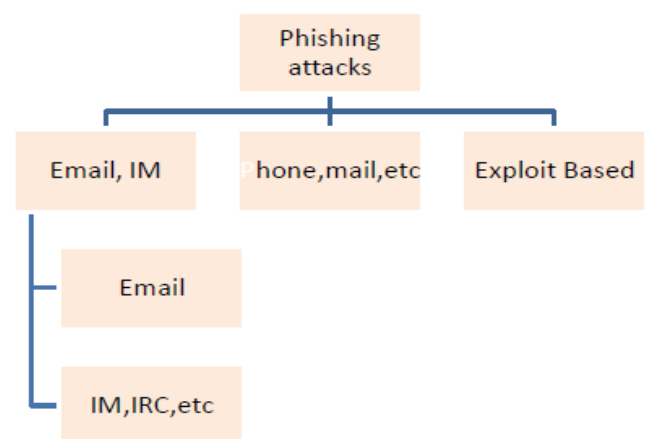 Phishing
attacks
Email, IM
Phone,mail,etc
Exploit Based
Email
IM,IRC,etc